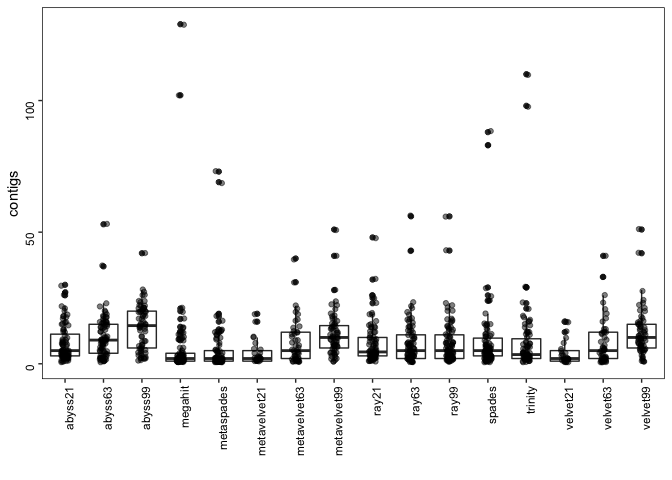 contigs
100
50
0
abyss21
abyss63
abyss99
megahit
metaspades
metavelvet21
metavelvet63
metavelvet99
ray21
ray63
ray99
spades
trinity
velvet21
velvet63
velvet99